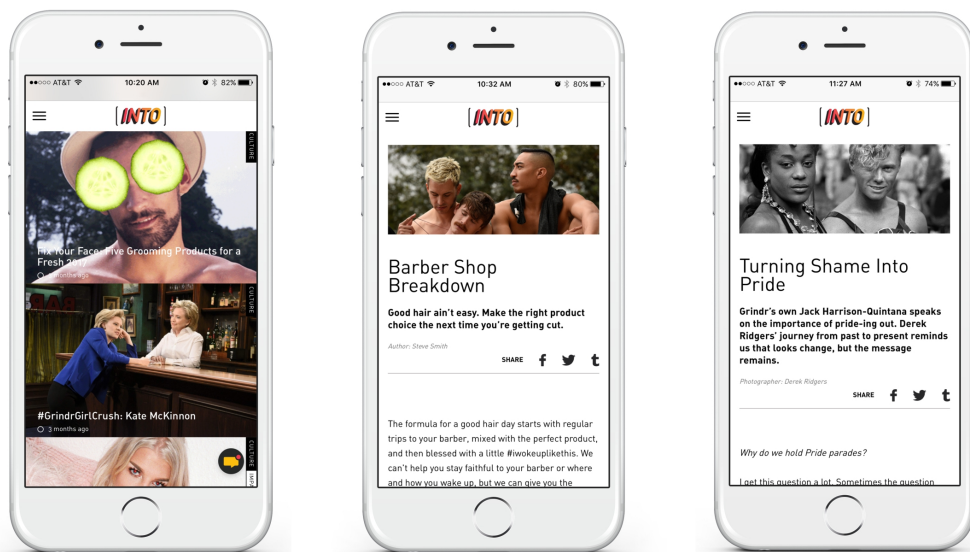 ●●○○○ AT&T 10:20 AM 82%
[INTO]
CULTURE
Fix Your Face: Five Grooming Products for a
Fresh 2017
3 months ago
BAR
CULTURE
#GrindrGirlCrush: Kate McKinnon
3 months ago
CULTURE
●●○○○ AT&T 10:32 AM 80%
[INTO]
Barber Shop
Breakdown
Good hair ain't easy. Make the right product
choice the next time you're getting cut.
Author: Steve Smith
SHARE f t
The formula for a good hair day starts with regular
trips to your barber, mixed with the perfect product,
and then blessed with a little #iwokeuplikethis. We
can't help you stay faithful to your barber or where
and how you wake up, but we can give you the
●●○○○ AT&T 11:27 AM 74%
[INTO]
Turning Shame Into
Pride
Grindr's own Jack Harrison-Quintana speaks
on the importance of pride-ing out. Derek
Ridgers' journey from past to present reminds
us that looks change, but the message
remains.
Photographer: Derek Ridgers
SHARE f t
Why do we hold Pride parades?
I get this question a lot. Sometimes the question